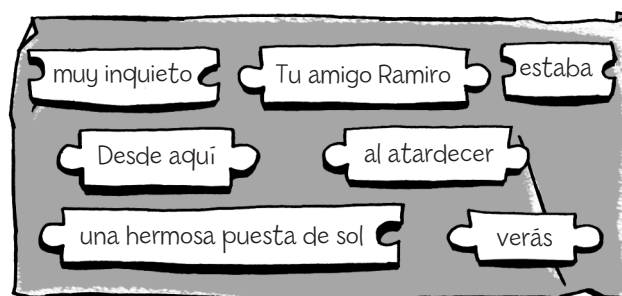 muy inquieto Tu amigo Ramiro estaba
Desde aquí al atardecer
una hermosa puesta de sol verás